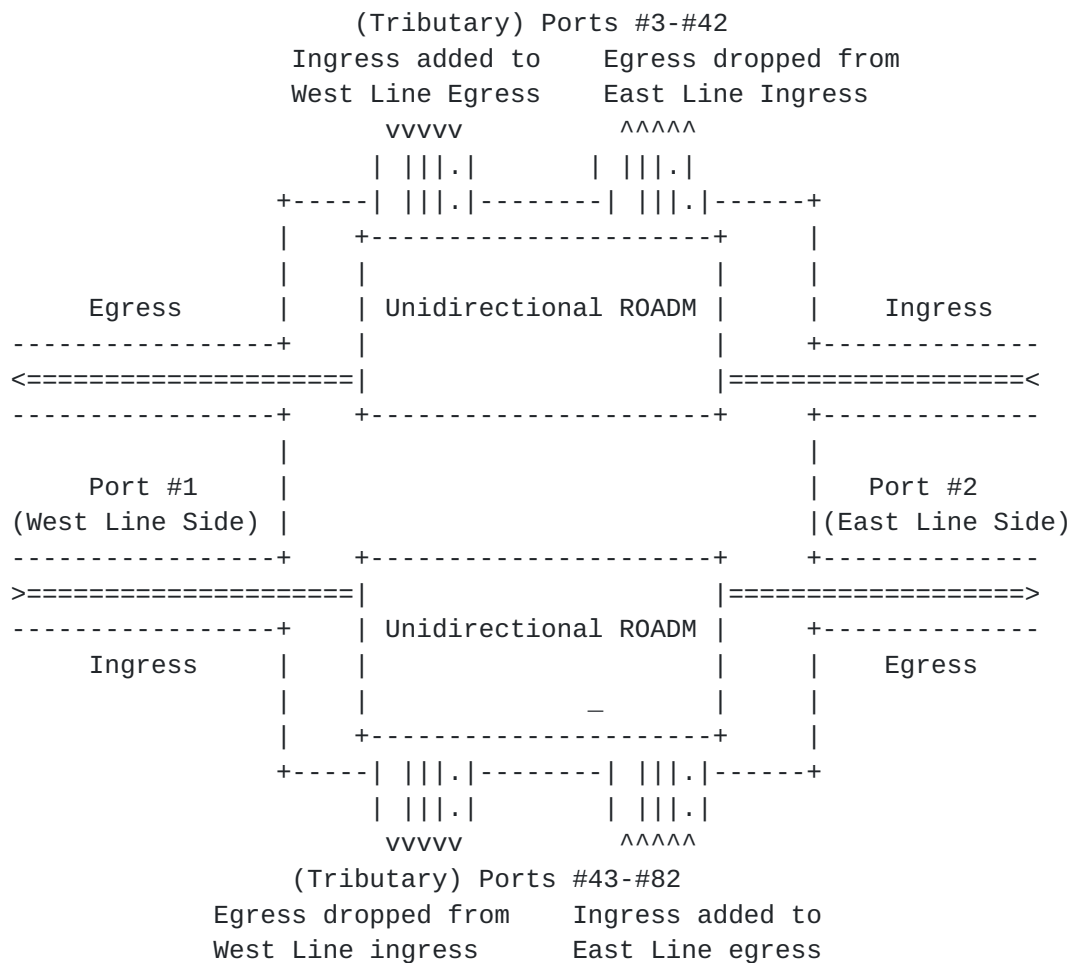 (Tributary) Ports #3-#42
Ingress added to    Egress dropped from
West Line Egress    East Line Ingress
vvvvv          ^^^^^
| |||.|       | |||.|
+-----| |||.|--------| |||.|------+
|    +----------------------+     |
|    |                      |     |
Egress      |    | Unidirectional ROADM |     |    Ingress
-----------------+    |                      |     +--------------
<=====================|                      |===================<
-----------------+    +----------------------+     +--------------
|                                  |
Port #1     |                                  |   Port #2
(West Line Side) |                                  |(East Line Side)
-----------------+    +----------------------+     +--------------
>=====================|                      |===================>
-----------------+    | Unidirectional ROADM |     +--------------
Ingress     |    |                      |     |    Egress
|    |              _       |     |
|    +----------------------+     |
+-----| |||.|--------| |||.|------+
| |||.|        | |||.|
vvvvv          ^^^^^
(Tributary) Ports #43-#82
Egress dropped from    Ingress added to
West Line ingress      East Line egress